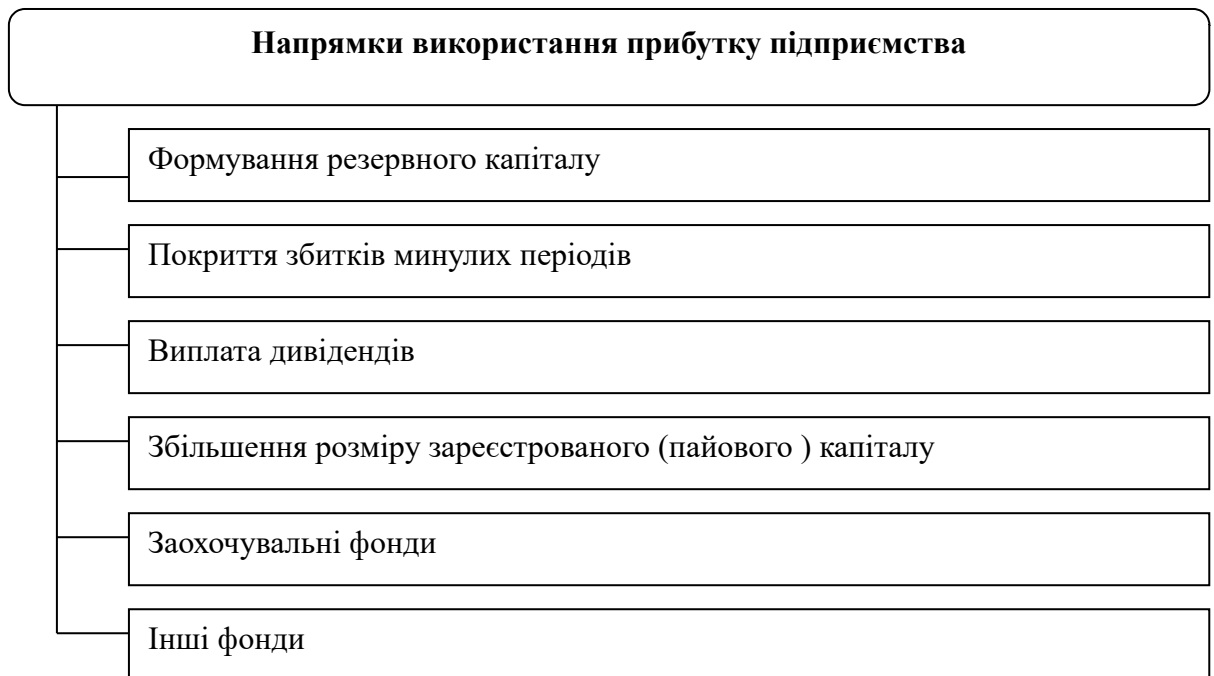 Напрямки використання прибутку підприємства
Формування резервного капіталу
Покриття збитків минулих періодів
Виплата дивідендів
Збільшення розміру зареєстрованого (пайового ) капіталу
Заохочувальні фонди
Інші фонди